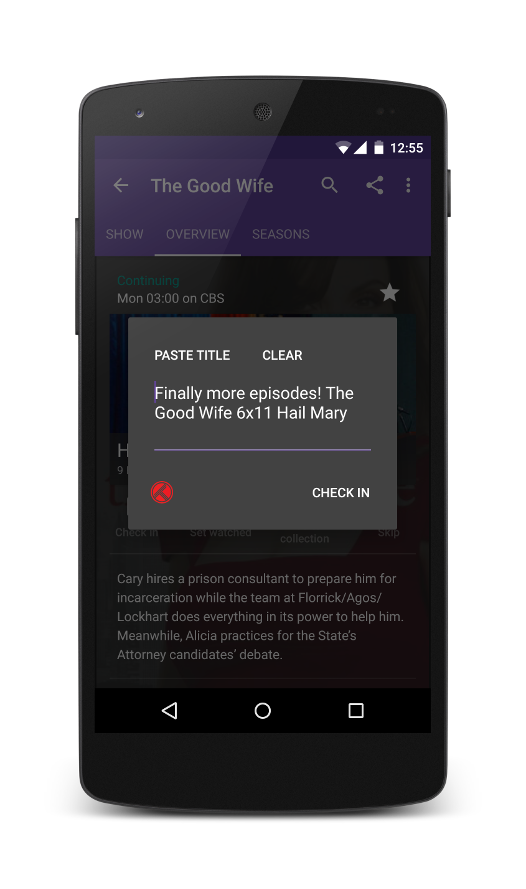 12:55
The Good Wife
SHOW OVERVIEW SEASONS
Continuing
Mon 03:00 on CBS
PASTE TITLE CLEAR
Finally more episodes! The
Good Wife 6x11 Hail Mary
H
9
CHECK IN
Check in Set watched collection Skip
Cary hires a prison consultant to prepare him for
incarceration while the team at Florrick/Agos/
Lockhart does everything in its power to help him.
Meanwhile, Alicia practices for the State's
Attorney candidates' debate.